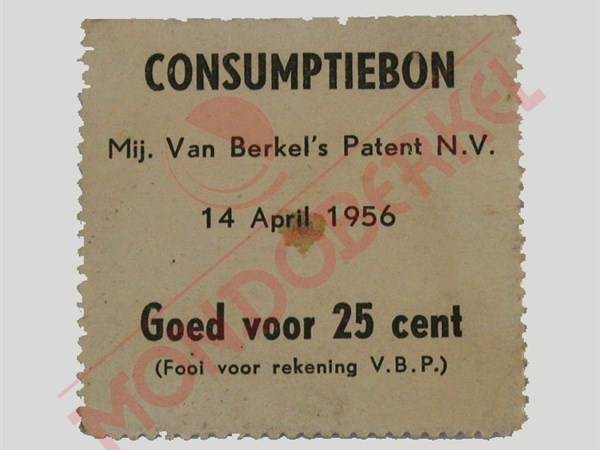 CONSUMPTIEBON
Mij. Van Berkel's Patent N.V.
14 April 1956
Goed voor 25 cent
(Fooi voor rekening V.B.P.)
MONDOBERKEL